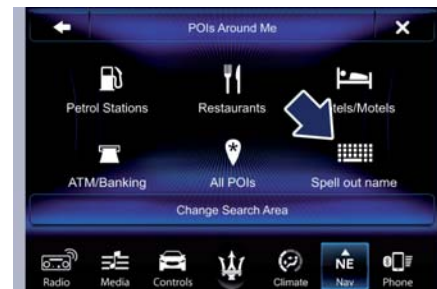 POIs Around Me
Petrol Stations Restaurants tels/Motels
ATM/Banking All POIs Spell out name
Change Search Area
NE
Radio Media Controls Climate Nav Phone